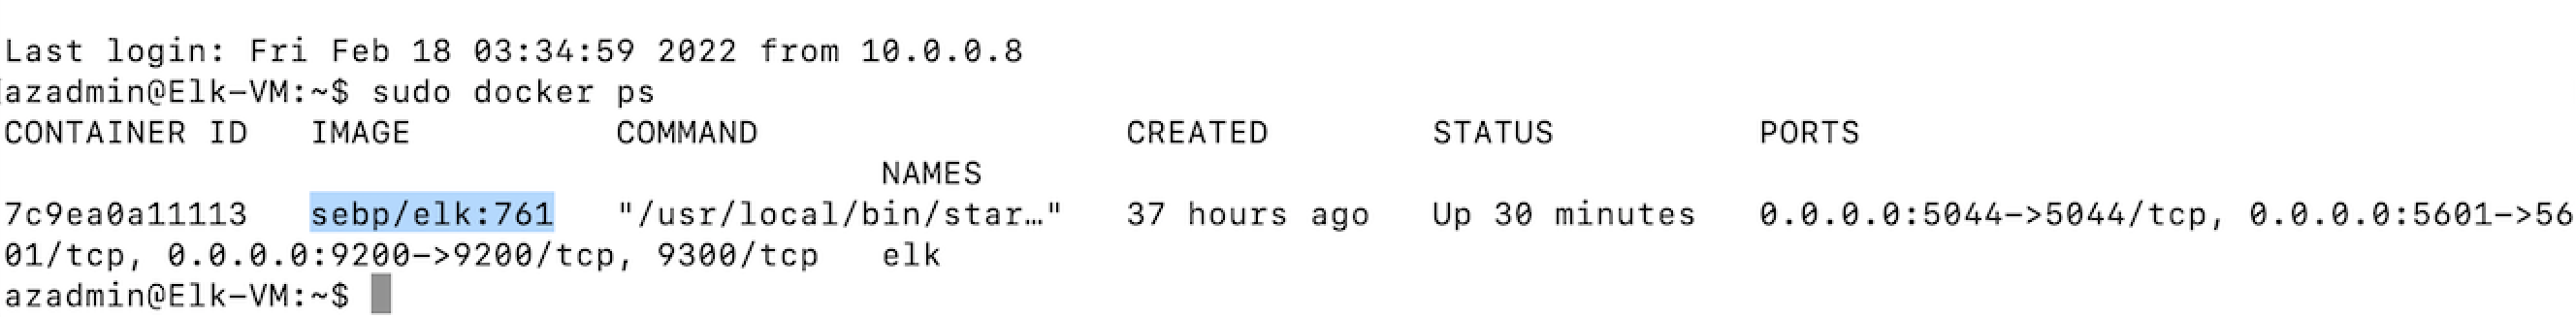 Last login: Fri Feb 18 03:34:59 2022 from 10.0.0.8
azadmin@Elk-VM:~$ sudo docker ps
CONTAINER ID   IMAGE          COMMAND                  CREATED        STATUS          PORTS
NAMES
7c9ea0a11113   sebp/elk:761   "/usr/local/bin/star…"   37 hours ago   Up 30 minutes   0.0.0.0:5044->5044/tcp, 0.0.0.0:5601->56
01/tcp, 0.0.0.0:9200->9200/tcp, 9300/tcp   elk
azadmin@Elk-VM:~$